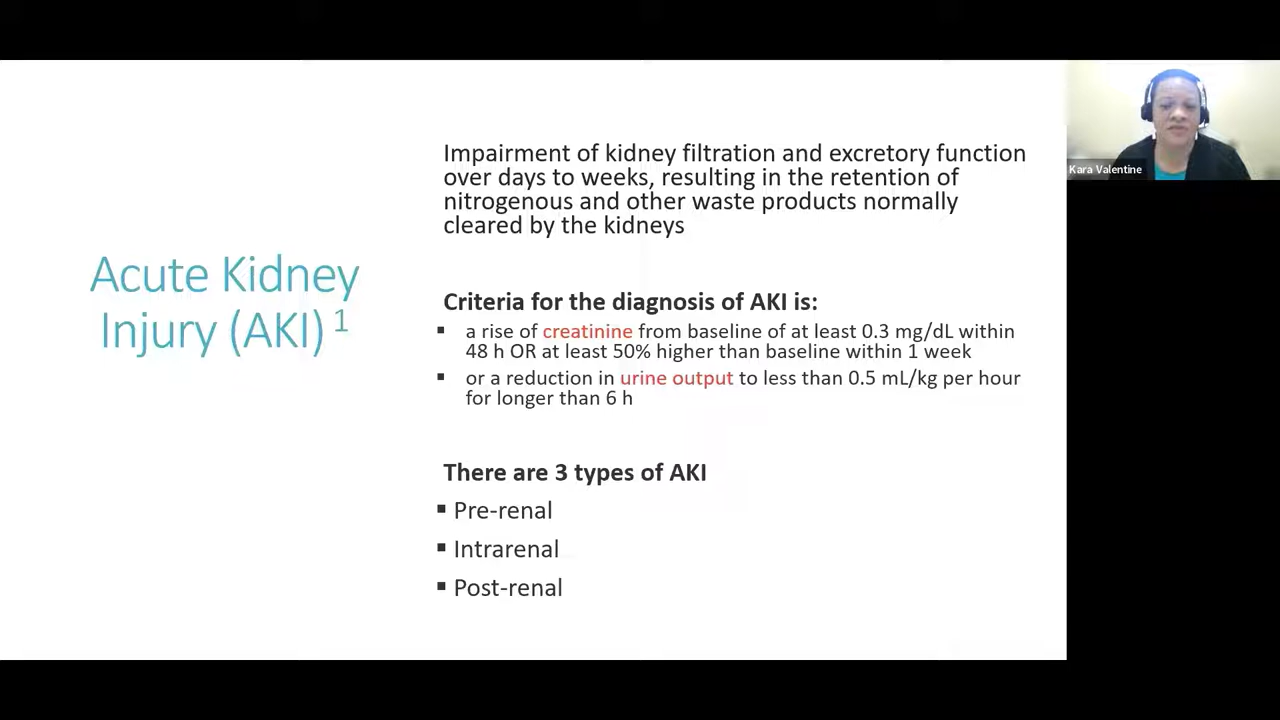 Acute Kidney
Injury (AKI) 1
Impairment of kidney filtration and excretory function
over days to weeks, resulting in the retention of
nitrogenous and other waste products normally
cleared by the kidneys
Criteria for the diagnosis of AKI is:
▪ a rise of creatinine from baseline of at least 0.3 mg/dL within
48 h OR at least 50% higher than baseline within 1 week
▪ or a reduction in urine output to less than 0.5 mL/kg per hour
for longer than 6 h
There are 3 types of AKI
▪ Pre-renal
▪ Intrarenal
▪ Post-renal
Kara Valentine